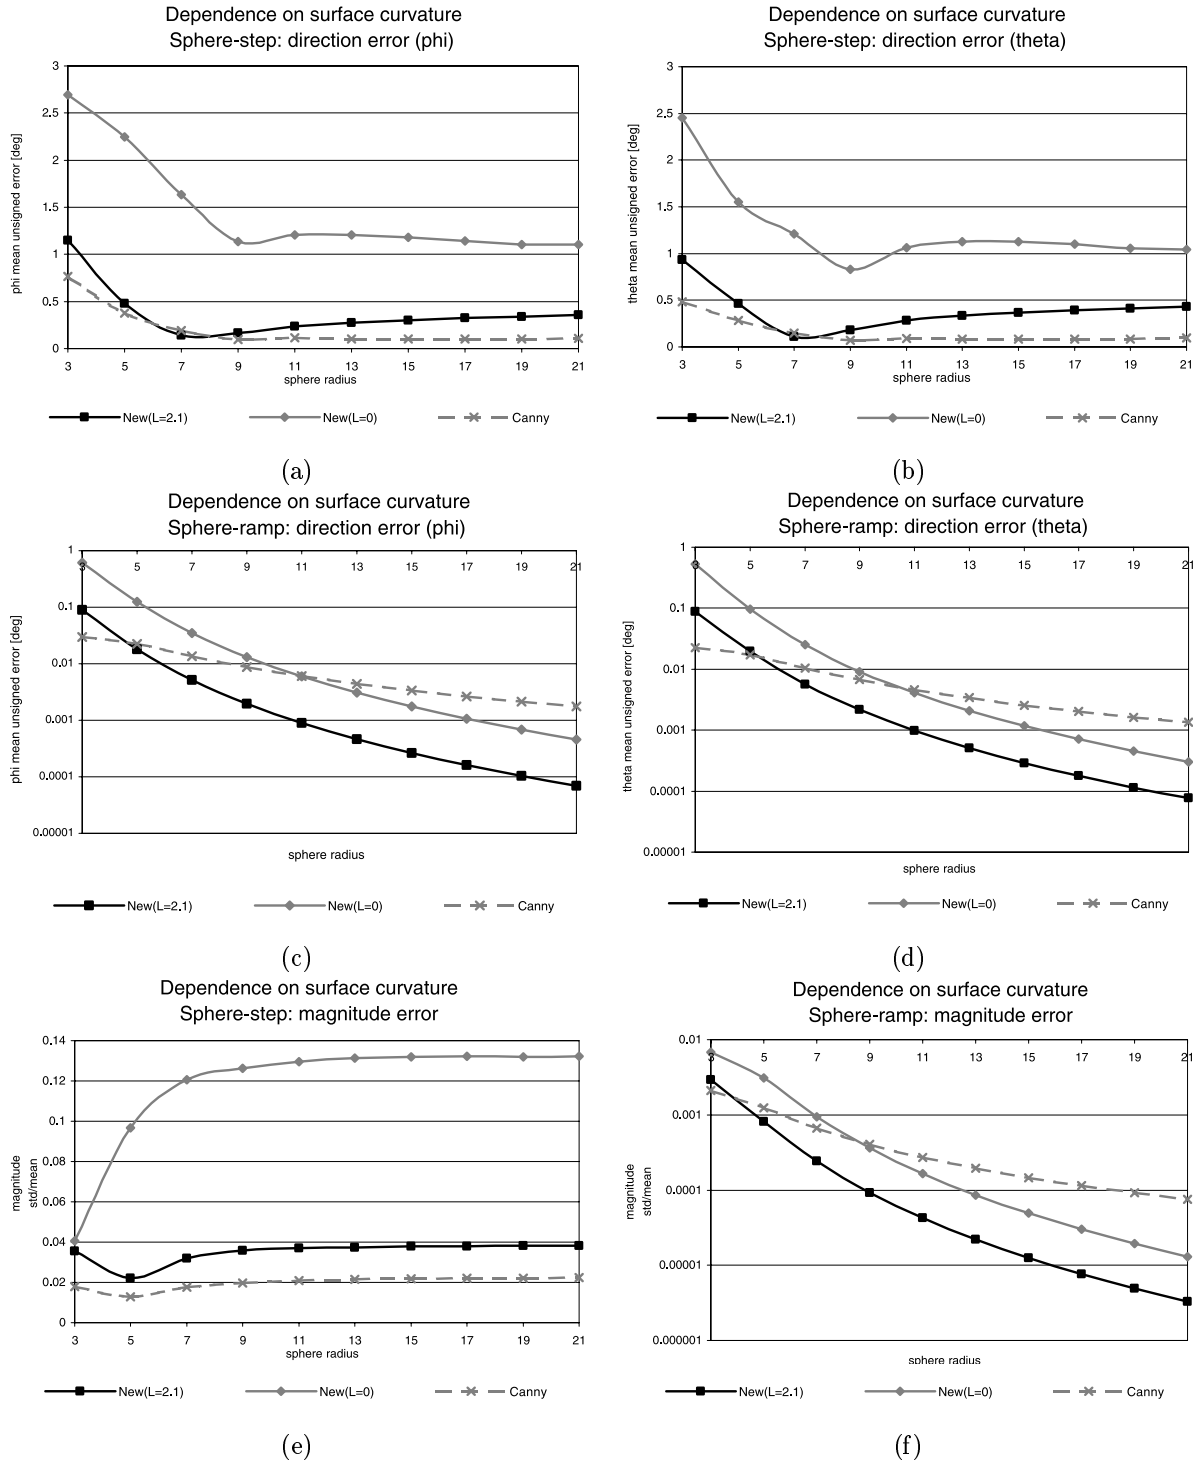 Dependence on surface curvature
Sphere-step: direction error (phi)
phi mean unsigned error [deg]
3
2.5
2
1.5
1
0.5
0
3 5 7 9 11 13 15 17 19 21
sphere radius
New(L=2.1) New(L=0) Canny
(a)
Dependence on surface curvature
Sphere-step: direction error (theta)
theta mean unsigned error [deg]
3
2.5
2
1.5
1
0.5
0
3 5 7 9 11 13 15 17 19 21
sphere radius
New(L=2.1) New(L=0) Canny
(b)
Dependence on surface curvature
Sphere-ramp: direction error (phi)
phi mean unsigned error [deg]
1
0.1
0.01
0.001
0.0001
0.00001
3 5 7 9 11 13 15 17 19 21
sphere radius
New(L=2.1) New(L=0) Canny
(c)
Dependence on surface curvature
Sphere-ramp: direction error (theta)
theta mean unsigned error [deg]
1
0.1
0.01
0.001
0.0001
0.00001
3 5 7 9 11 13 15 17 19 21
sphere radius
New(L=2.1) New(L=0) Canny
(d)
Dependence on surface curvature
Sphere-step: magnitude error
magnitude
std/mean
0.14
0.12
0.1
0.08
0.06
0.04
0.02
0
3 5 7 9 11 13 15 17 19 21
sphere radius
New(L=2.1) New(L=0) Canny
(e)
Dependence on surface curvature
Sphere-ramp: magnitude error
magnitude
std/mean
0.01
0.001
0.0001
0.00001
0.000001
3 5 7 9 11 13 15 17 19 21
sphere radius
New(L=2.1) New(L=0) Canny
(f)